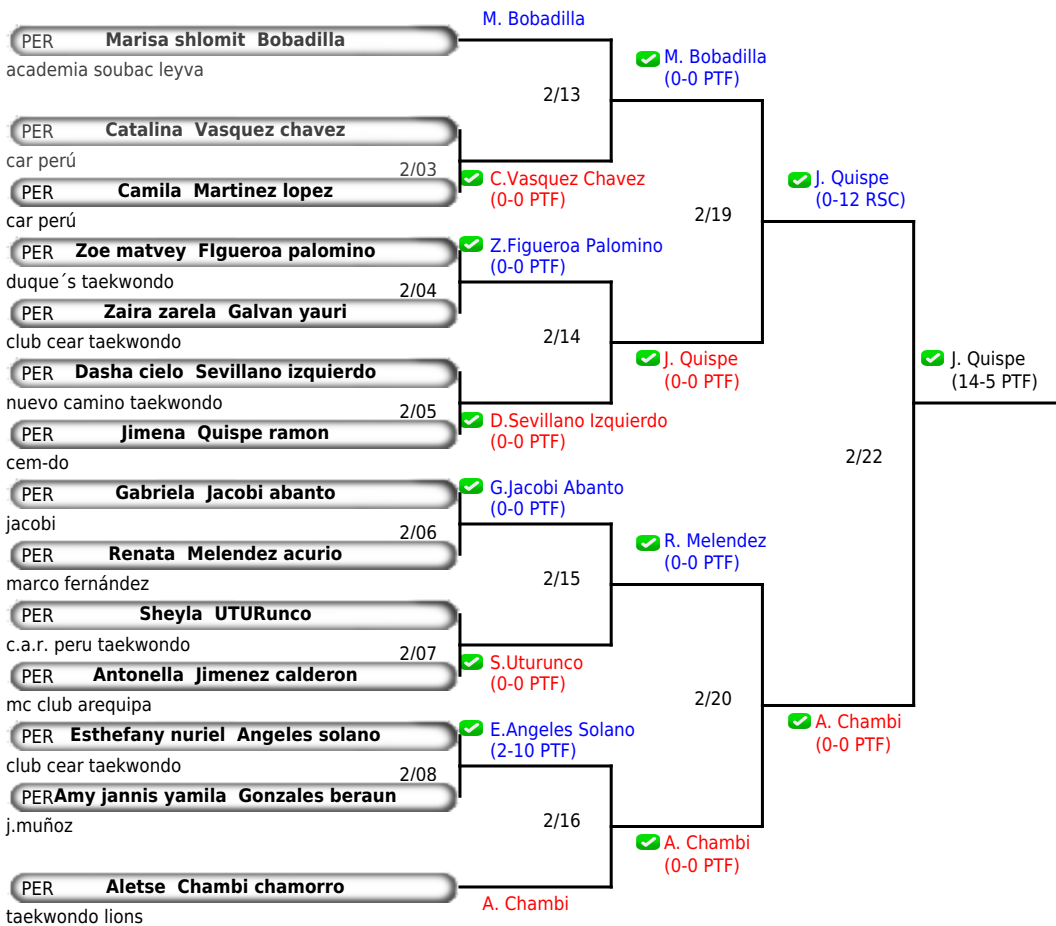 M. Bobadilla
PER Marisa shlomit Bobadilla
academia soubac leyva
2/13
M. Bobadilla
(0-0 PTF)
PER Catalina Vasquez chavez
car perú
2/03
PER Camila Martinez lopez
car perú
C.Vasquez Chavez
(0-0 PTF)
2/19
J. Quispe
(0-12 RSC)
PER Zoe matvey FIgueroa palomino
duque´s taekwondo
2/04
Z.Figueroa Palomino
(0-0 PTF)
PER Zaira zarela Galvan yauri
club cear taekwondo
2/14
J. Quispe
(0-0 PTF)
PER Dasha cielo Sevillano izquierdo
nuevo camino taekwondo
2/05
PER Jimena Quispe ramon
cem-do
D.Sevillano Izquierdo
(0-0 PTF)
J. Quispe
(14-5 PTF)
2/22
PER Gabriela Jacobi abanto
jacobi
2/06
G.Jacobi Abanto
(0-0 PTF)
PER Renata Melendez acurio
marco fernández
2/15
R. Melendez
(0-0 PTF)
PER Sheyla UTURunco
c.a.r. peru taekwondo
2/07
PER Antonella Jimenez calderon
mc club arequipa
S.Uturunco
(0-0 PTF)
2/20
A. Chambi
(0-0 PTF)
PER Esthefany nuriel Angeles solano
club cear taekwondo
2/08
E.Angeles Solano
(2-10 PTF)
PER Amy jannis yamila Gonzales beraun
j.muñoz
2/16
A. Chambi
(0-0 PTF)
PER Aletse Chambi chamorro
taekwondo lions
A. Chambi